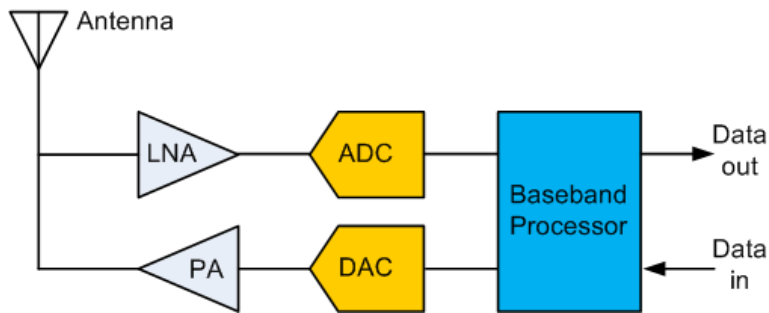 Antenna
LNA
ADC
Baseband
Processor
Data
out
PA
DAC
Data
in